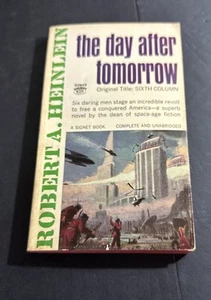 ROBERT A. HEINLEIN
the day after
tomorrow
Original Title: SIXTH COLUMN
Six daring men stage an incredible revolt
to free a conquered America—a superb
novel by the dean of space-age fiction
A SIGNET BOOK COMPLETE AND UNABRIDGED